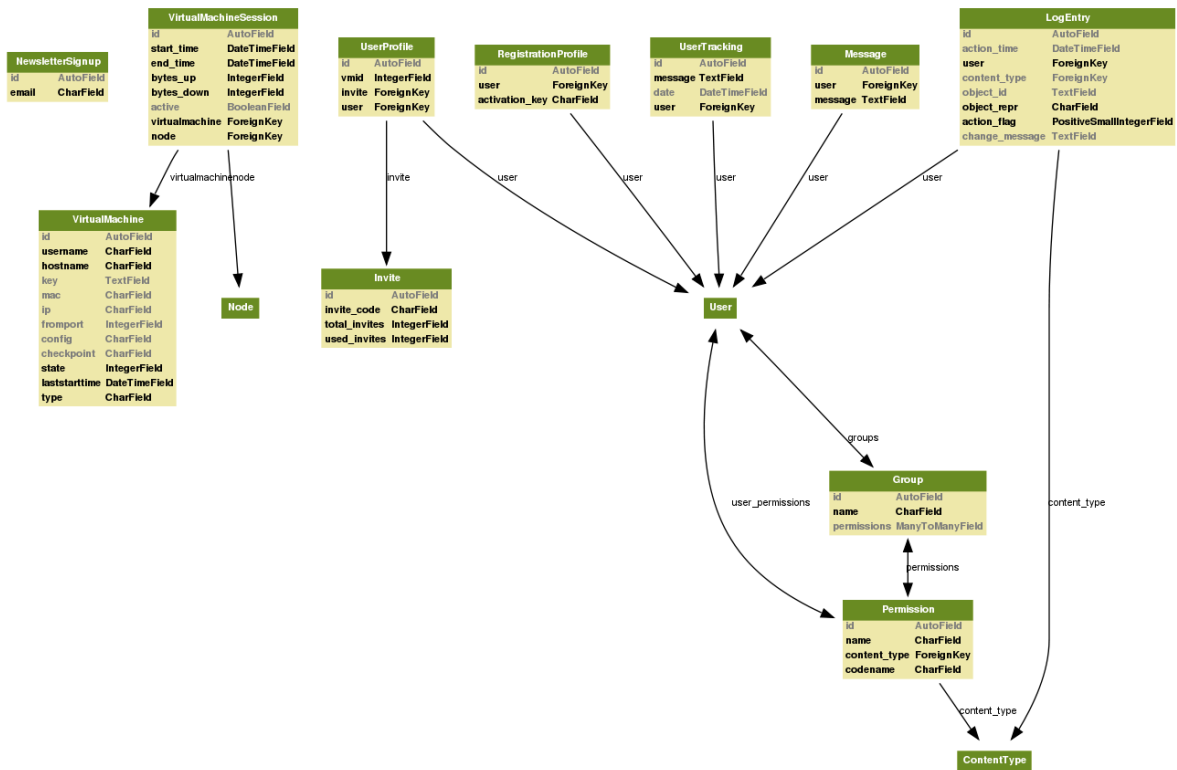 NewsletterSignup
id AutoField
email CharField
VirtualMachineSession
id AutoField
start_time DateTimeField
end_time DateTimeField
bytes_up IntegerField
bytes_down IntegerField
active BooleanField
virtualmachine ForeignKey
node ForeignKey
UserProfile
id AutoField
vmid IntegerField
invite ForeignKey
user ForeignKey
RegistrationProfile
id AutoField
user ForeignKey
activation_key CharField
UserTracking
id AutoField
message TextField
date DateTimeField
user ForeignKey
Message
id AutoField
user ForeignKey
message TextField
LogEntry
id AutoField
action_time DateTimeField
user ForeignKey
content_type ForeignKey
object_id TextField
object_repr CharField
action_flag PositiveSmallIntegerField
change_message TextField
virtualmachine
node
invite
user
user
user
user
user
VirtualMachine
id AutoField
username CharField
hostname CharField
key TextField
mac CharField
ip CharField
fromport IntegerField
config CharField
checkpoint CharField
state IntegerField
laststarttime DateTimeField
type CharField
Node
Invite
id AutoField
invite_code CharField
total_invites IntegerField
used_invites IntegerField
User
groups
user_permissions
content_type
Group
id AutoField
name CharField
permissions ManyToManyField
permissions
Permission
id AutoField
name CharField
content_type ForeignKey
codename CharField
content_type
ContentType